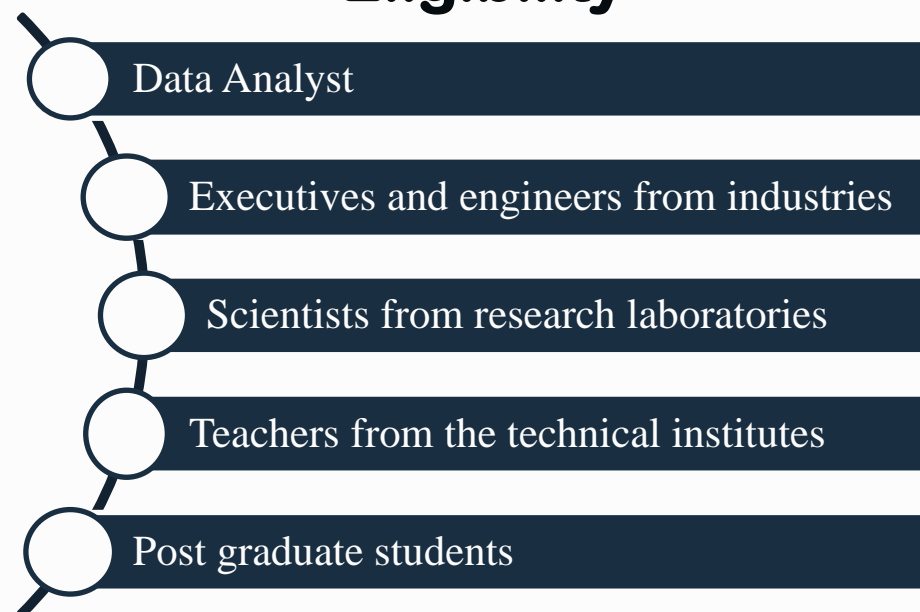 Eligibility
Data Analyst
Executives and engineers from industries
Scientists from research laboratories
Teachers from the technical institutes
Post graduate students